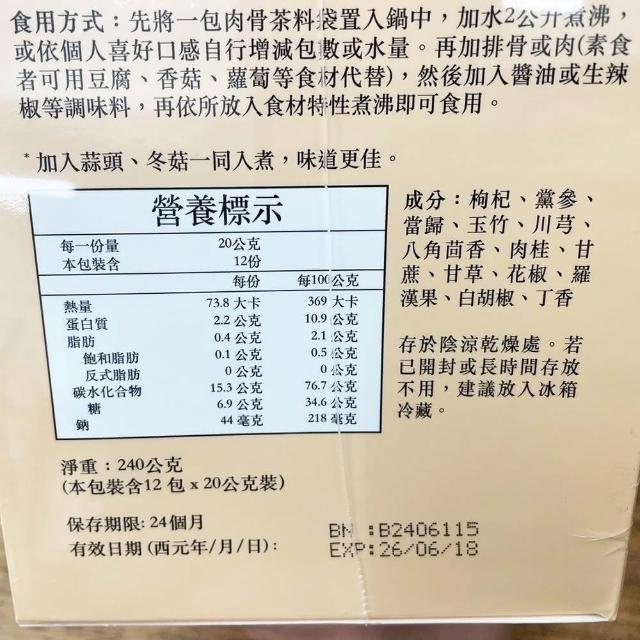 食用方式：先將一包肉骨茶料袋置入鍋中，加水2公升煮沸，
或依個人喜好口感自行增減包數或水量。再加排骨或肉(素食
者可用豆腐、香菇、蘿蔔等食材代替)，然後加入醬油或生辣
椒等調味料，再依所放入食材特性煮沸即可食用。
*加入蒜頭、冬菇一同入煮，味道更佳。
營養標示
每一份量 20公克
本包裝含 12份
每份 每100公克
熱量 73.8 大卡 369 大卡
蛋白質 2.2 公克 10.9 公克
脂肪 0.4 公克 2.1 公克
飽和脂肪 0.1 公克 0.5 公克
反式脂肪 0 公克 0 公克
碳水化合物 15.3 公克 76.7 公克
糖 6.9 公克 34.6 公克
鈉 44 毫克 218 毫克
成分：枸杞、黨參、
當歸、玉竹、川芎、
八角茴香、肉桂、甘
蔗、甘草、花椒、羅
漢果、白胡椒、丁香
存於陰涼乾燥處。若
已開封或長時間存放
不用，建議放入冰箱
冷藏。
淨重：240公克
(本包裝含12 包 x 20公克裝)
保存期限: 24個月
有效日期 (西元年/月/日)：
BN :B2406115
EXP:26/06/18